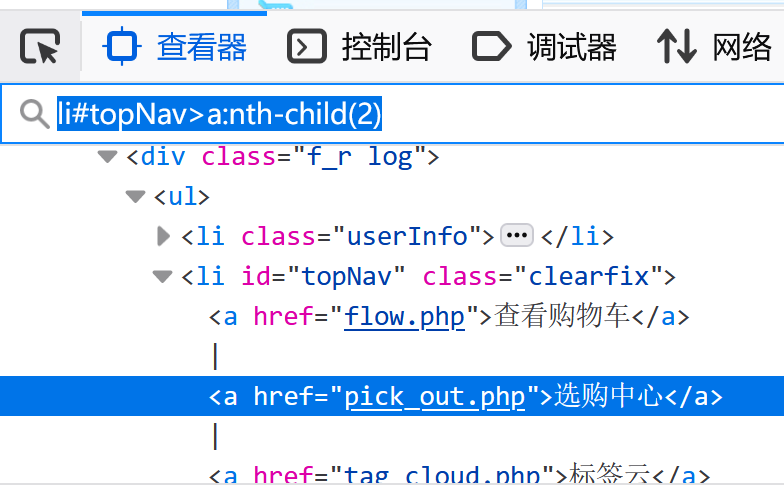 查看器 控制台 调试器 网络
li#topNav>a:nth-child(2)
<div class="f_r log">
<ul>
<li class="userInfo">•••</li>
<li id="topNav" class="clearfix">
<a href="flow.php">查看购物车</a>
|
<a href="pick_out.php">选购中心</a>
|
<a href="tag_cloud.php">标签云</a>